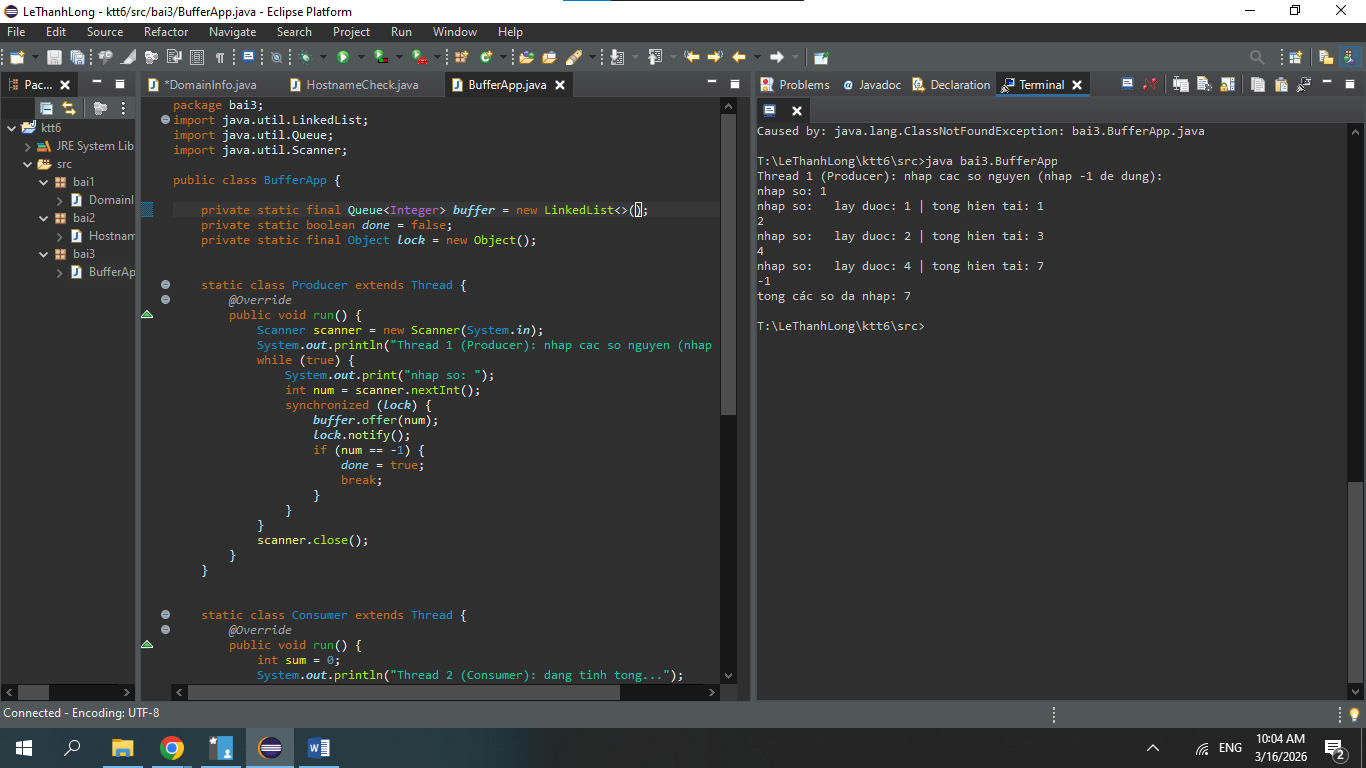 LeThanhLong - ktt6/src/bai3/BufferApp.java - Eclipse Platform
File Edit Source Refactor Navigate Search Project Run Window Help
Pac...
*DomainInfo.java HostnameCheck.java BufferApp.java
Problems Javadoc Declaration Terminal
ktt6
JRE System Lib
src
bai1
DomainI
bai2
Hostnam
bai3
BufferAp
package bai3;
import java.util.LinkedList;
import java.util.Queue;
import java.util.Scanner;
public class BufferApp {
private static final Queue<Integer> buffer = new LinkedList<>();
private static boolean done = false;
private static final Object lock = new Object();
static class Producer extends Thread {
@Override
public void run() {
Scanner scanner = new Scanner(System.in);
System.out.println("Thread 1 (Producer): nhap cac so nguyen (nhap
while (true) {
System.out.print("nhap so: ");
int num = scanner.nextInt();
synchronized (lock) {
buffer.offer(num);
lock.notify();
if (num == -1) {
done = true;
break;
}
}
}
scanner.close();
}
}
static class Consumer extends Thread {
@Override
public void run() {
int sum = 0;
System.out.println("Thread 2 (Consumer): dang tinh tong...");
Caused by: java.lang.ClassNotFoundException: bai3.BufferApp.java
T:\LeThanhLong\ktt6\src>java bai3.BufferApp
Thread 1 (Producer): nhap cac so nguyen (nhap -1 de dung):
nhap so: 1
nhap so:   lay duoc: 1 | tong hien tai: 1
2
nhap so:   lay duoc: 2 | tong hien tai: 3
4
nhap so:   lay duoc: 4 | tong hien tai: 7
-1
tong các so da nhap: 7
T:\LeThanhLong\ktt6\src>
Connected - Encoding: UTF-8
ENG
10:04 AM
3/16/2026
2